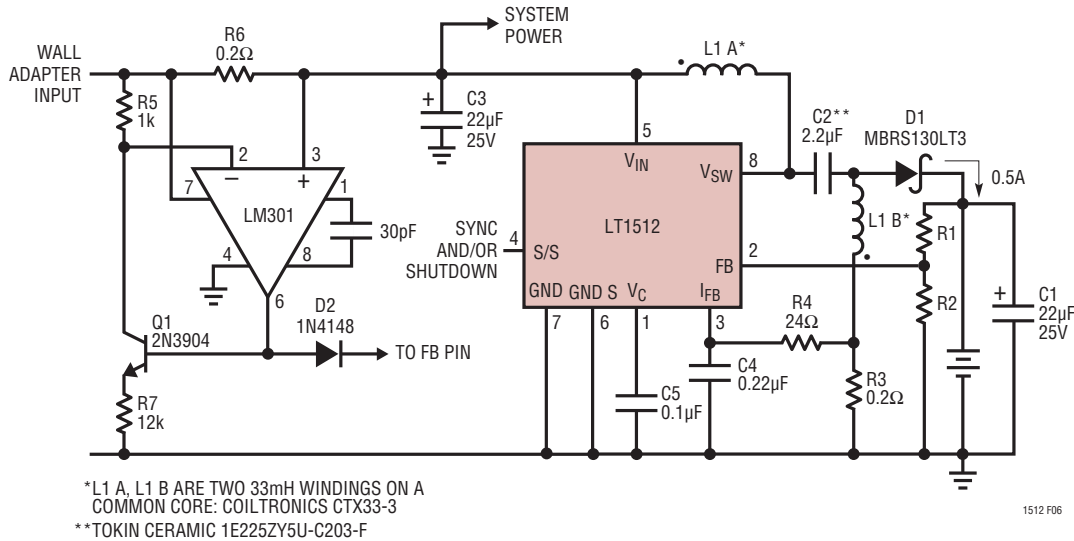 SYSTEM
POWER
WALL
ADAPTER
INPUT
R6
0.2Ω
L1 A*
R5
1k
+
C3
22µF
25V
5
VIN
VSW
8
C2**
2.2µF
D1
MBRS130LT3
0.5A
2
3
–
+
7
1
LM301
30pF
4
8
6
SYNC
AND/OR
SHUTDOWN
4
S/S
LT1512
FB
2
L1 B*
R1
R2
+
C1
22µF
25V
GND
GND S
VC
IFB
7
6
1
3
R4
24Ω
Q1
2N3904
D2
1N4148
TO FB PIN
C4
0.22µF
R3
0.2Ω
C5
0.1µF
R7
12k
*L1 A, L1 B ARE TWO 33mH WINDINGS ON A
COMMON CORE: COILTRONICS CTX33-3
**TOKIN CERAMIC 1E225ZY5U-C203-F
1512 F06